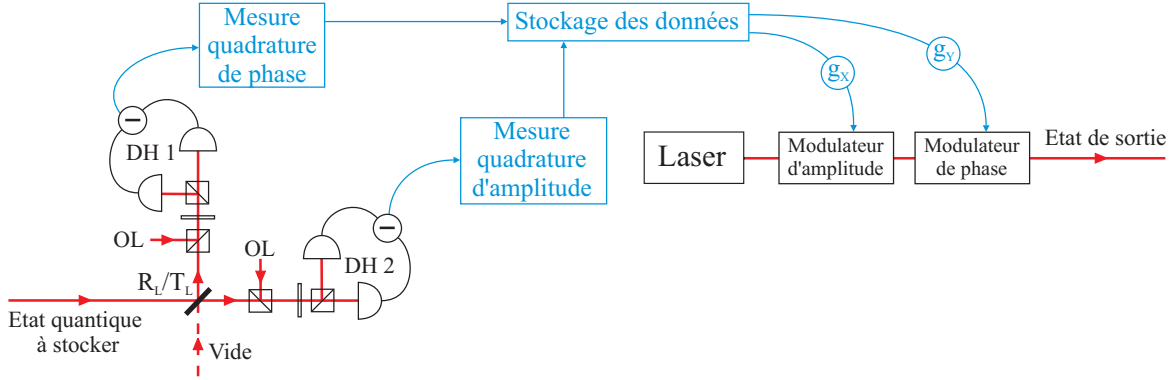 Mesure
quadrature
de phase
Stockage des données
g_X
g_Y
DH 1
Mesure
quadrature
d'amplitude
Laser
Modulateur
d'amplitude
Modulateur
de phase
Etat de sortie
OL
OL
DH 2
R_L/T_L
Etat quantique
à stocker
Vide